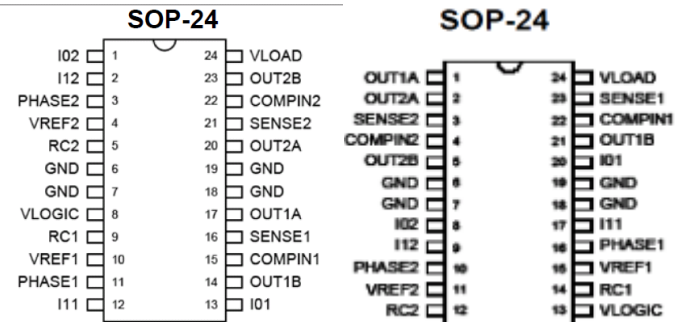 SOP-24
I02 1 24 VLOAD
I12 2 23 OUT2B
PHASE2 3 22 COMPIN2
VREF2 4 21 SENSE2
RC2 5 20 OUT2A
GND 6 19 GND
GND 7 18 GND
VLOGIC 8 17 OUT1A
RC1 9 16 SENSE1
VREF1 10 15 COMPIN1
PHASE1 11 14 OUT1B
I11 12 13 I01
SOP-24
OUT1A 1 24 VLOAD
OUT2A 2 23 SENSE1
SENSE2 3 22 COMPIN1
COMPIN2 4 21 OUT1B
OUT2B 5 20 I01
GND 6 19 GND
GND 7 18 GND
I02 8 17 I11
I12 9 16 PHASE1
PHASE2 10 15 VREF1
VREF2 11 14 RC1
RC2 12 13 VLOGIC